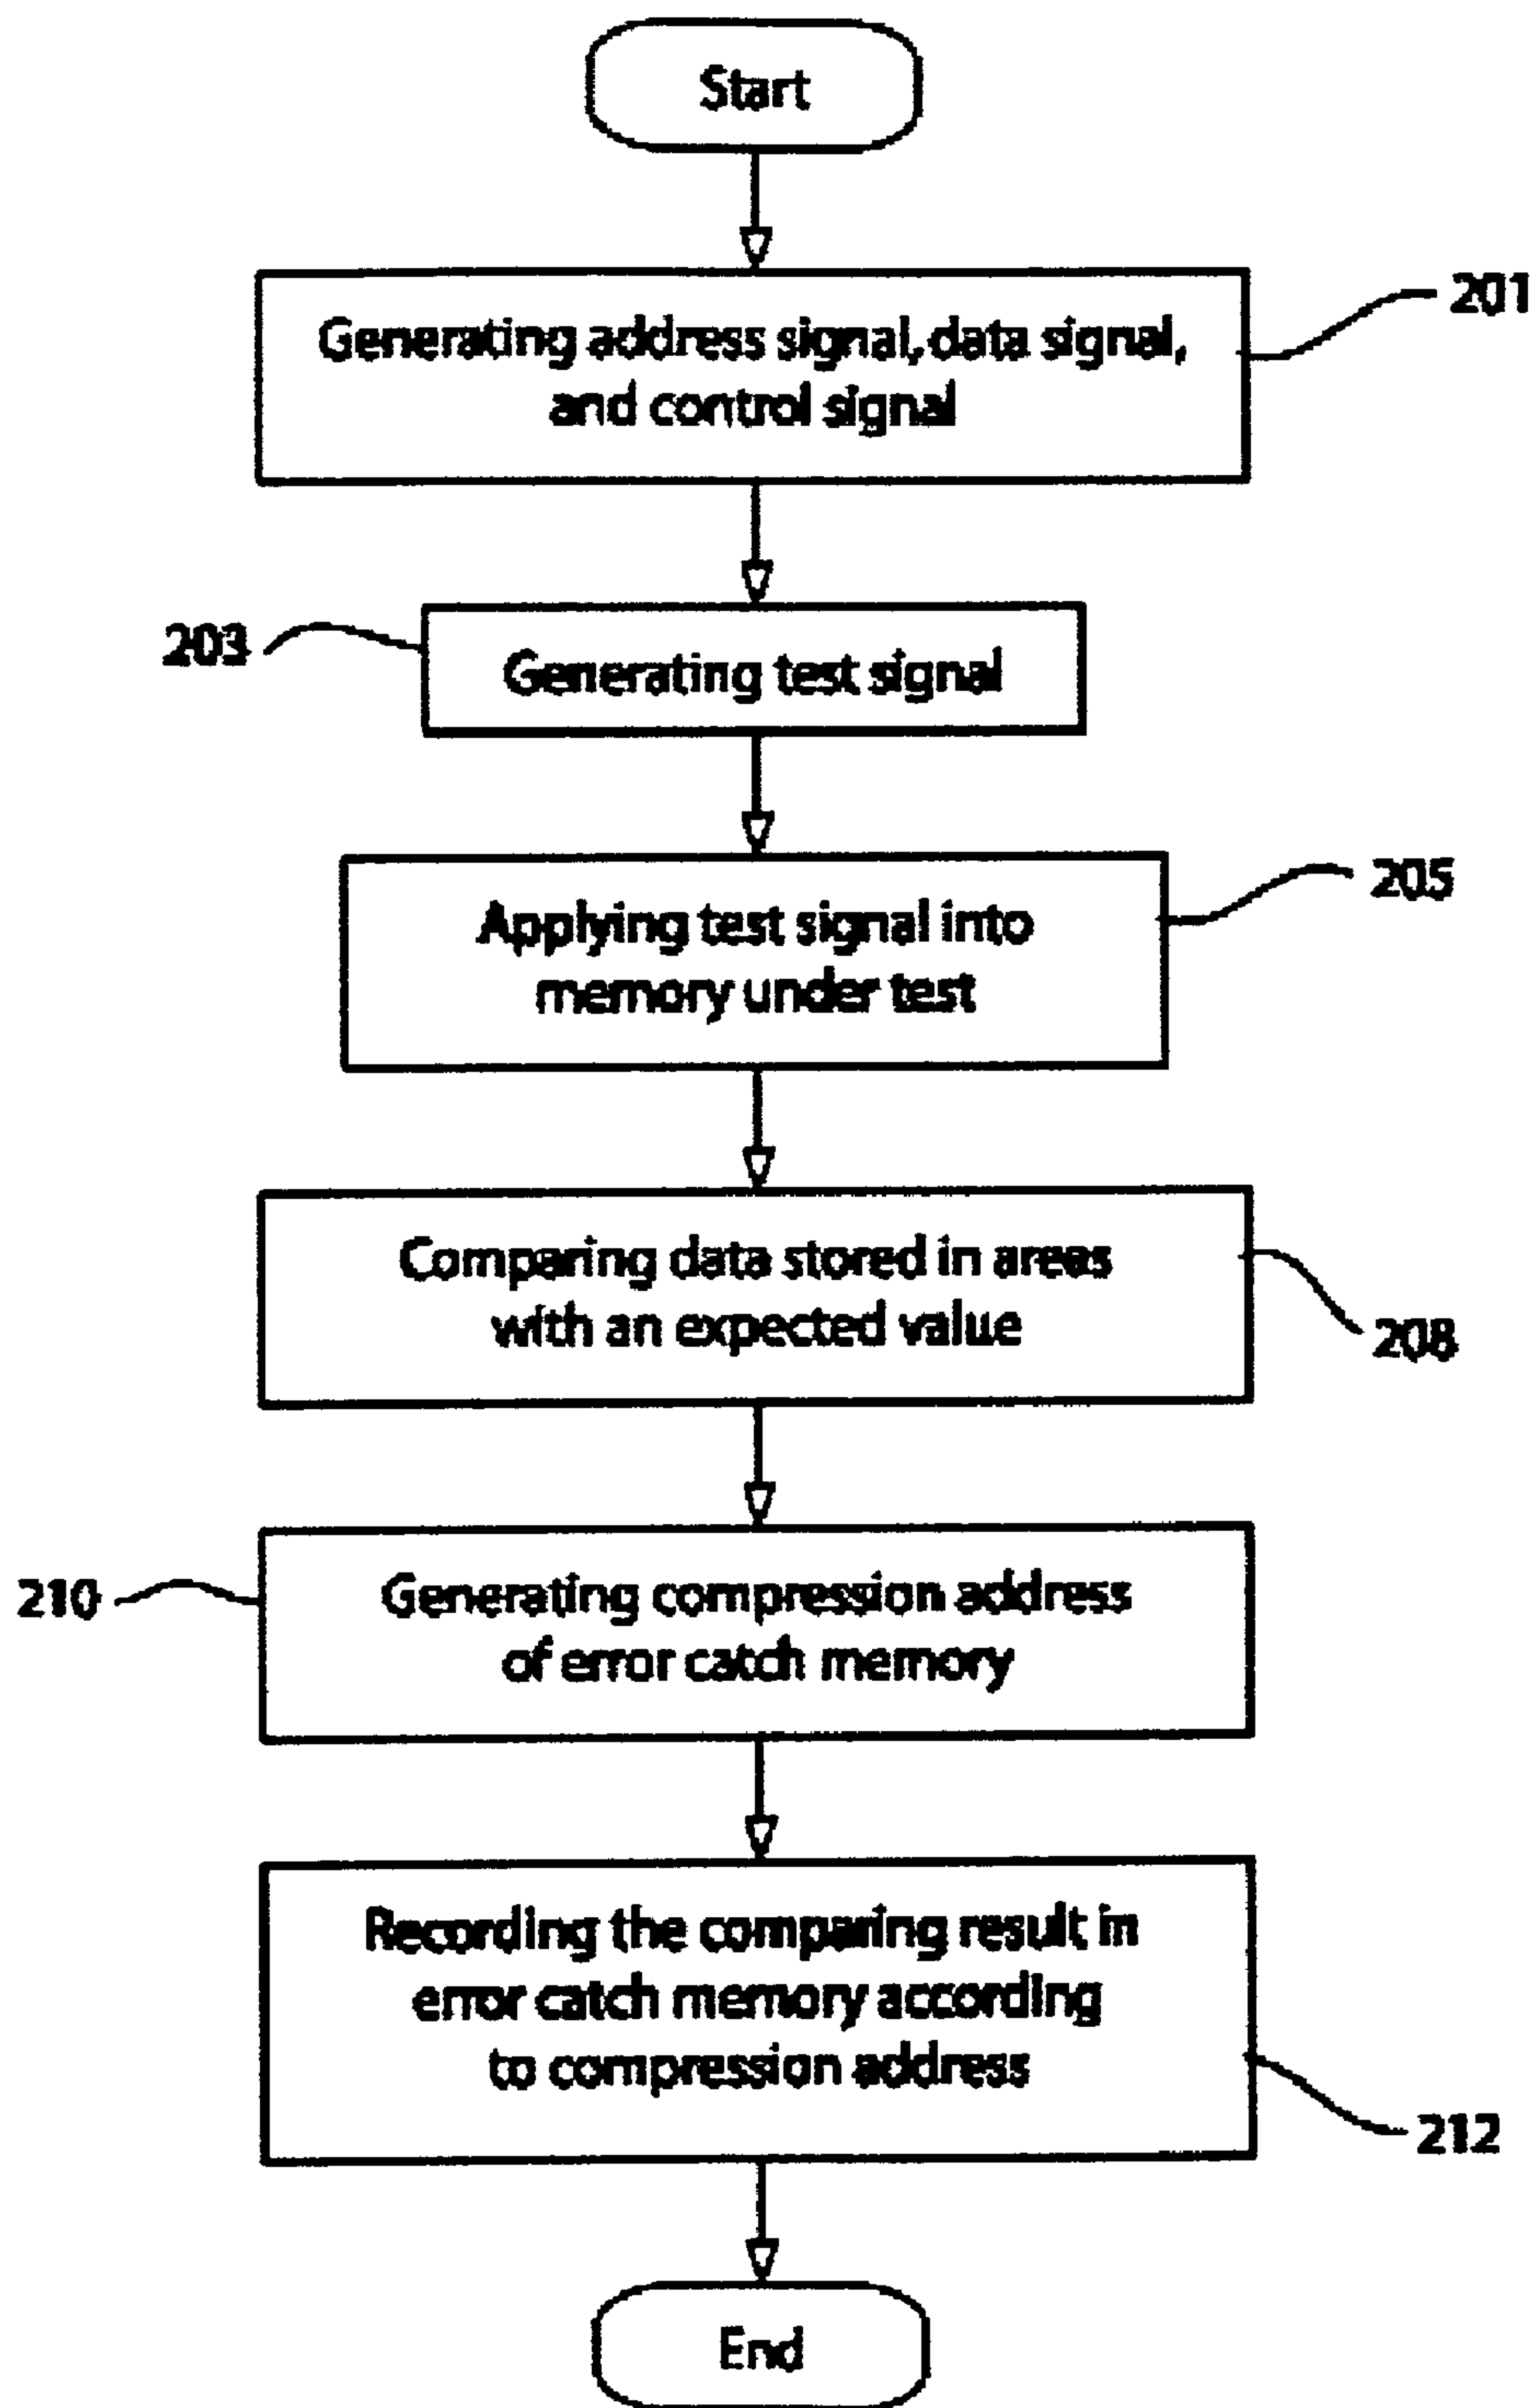 Start
Generating address signal, data signal,
and control signal
201
203
Generating test signal
Applying test signal into
memory under test
205
Comparing data stored in areas
with an expected value
208
210
Generating compression address
of error catch memory
Recording the comparing result in
error catch memory according
to compression address
212
End